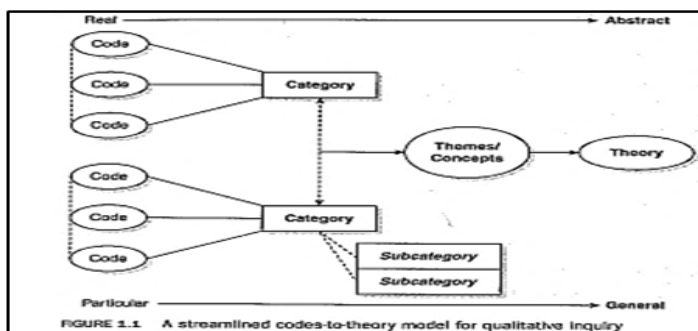 Real Abstract
Code
Code
Category
Code
Themes/
Concepts
Theory
Code
Code
Category
Code
Subcategory
Subcategory
Particular General
FIGURE 1.1 A streamlined codes-to-theory model for qualitative inquiry